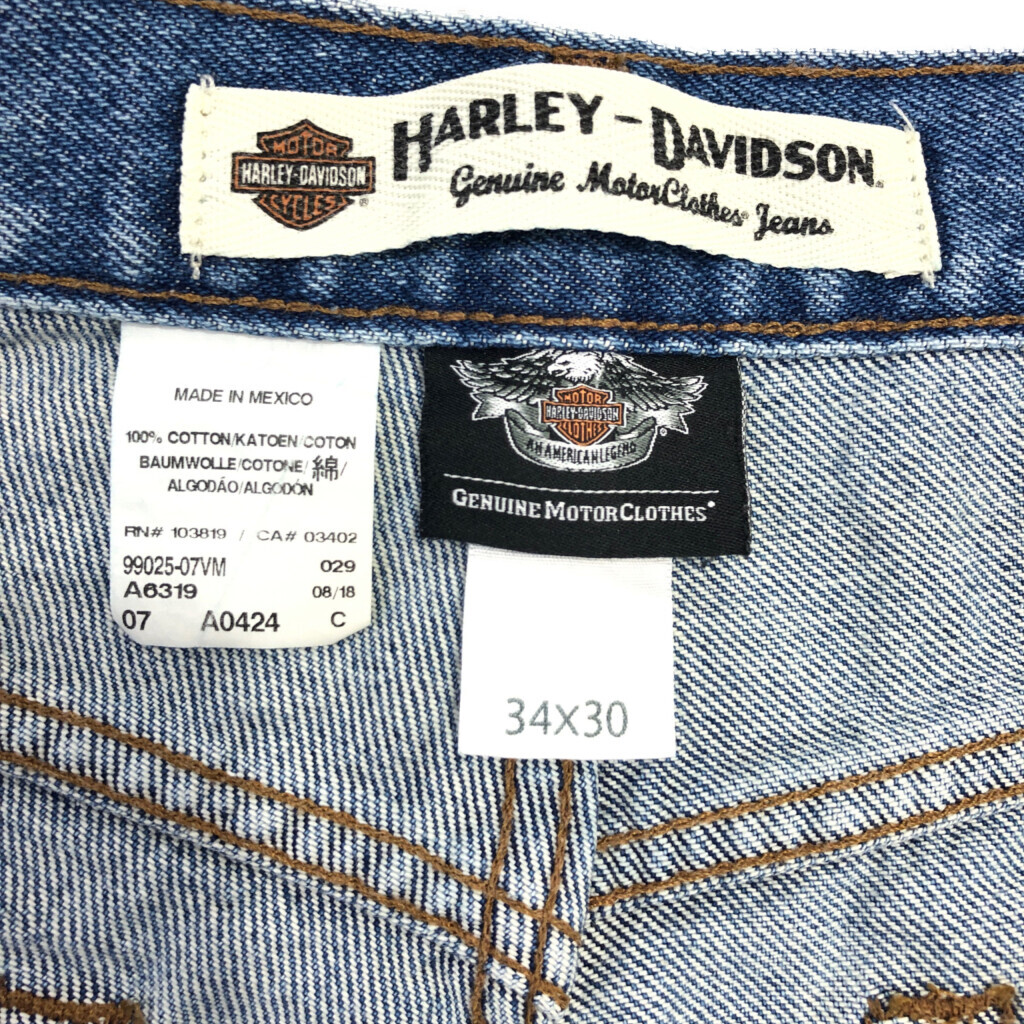 HARLEY-DAVIDSON
Genuine MotorClothes® Jeans
MOTOR
HARLEY-DAVIDSON
CYCLES®
MADE IN MEXICO
100% COTTON/KATOEN/COTON
BAUMWOLLE/COTONE/綿/
ALGODÃO/ALGODÓN
RN# 103819 / CA# 03402
99025-07VM 029
A6319 08/18
07 A0424 C
MOTOR
HARLEY-DAVIDSON
CLOTHES
AN AMERICAN LEGEND®
GENUINE MOTORCLOTHES®
34X30